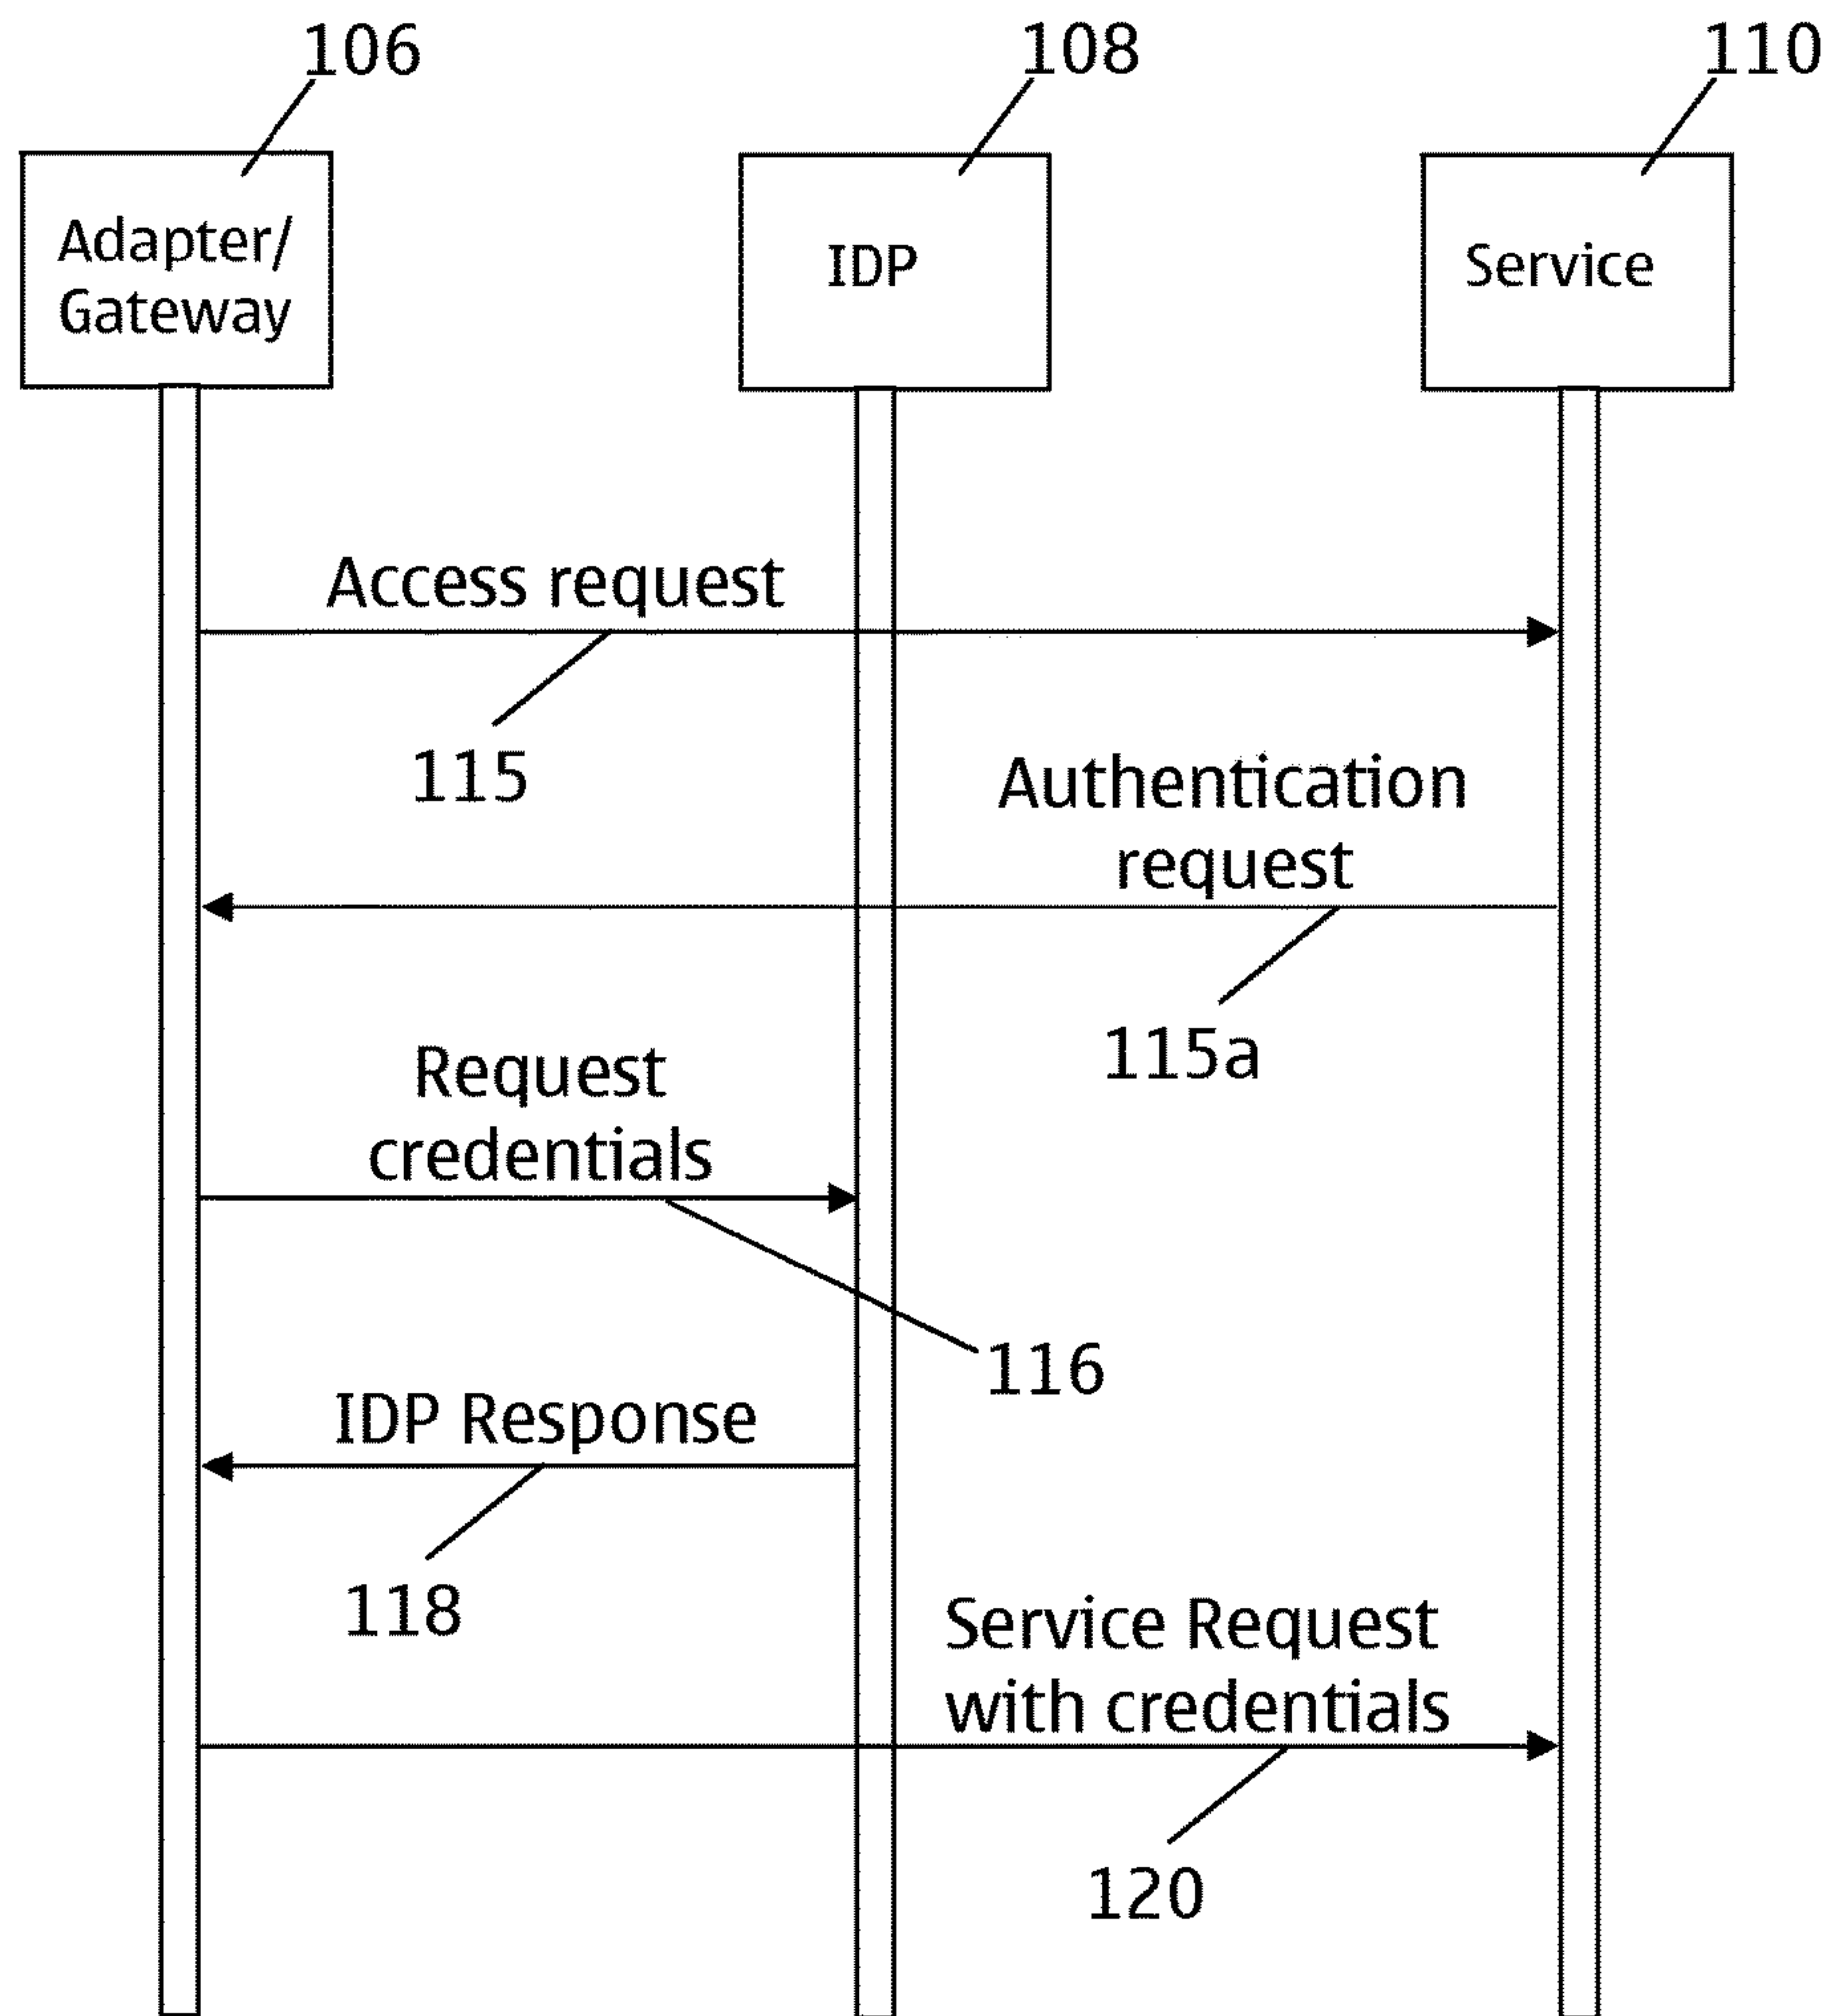 106
108
110
Adapter/
Gateway
IDP
Service
Access request
115
Authentication
request
115a
Request
credentials
116
IDP Response
118
Service Request
with credentials
120